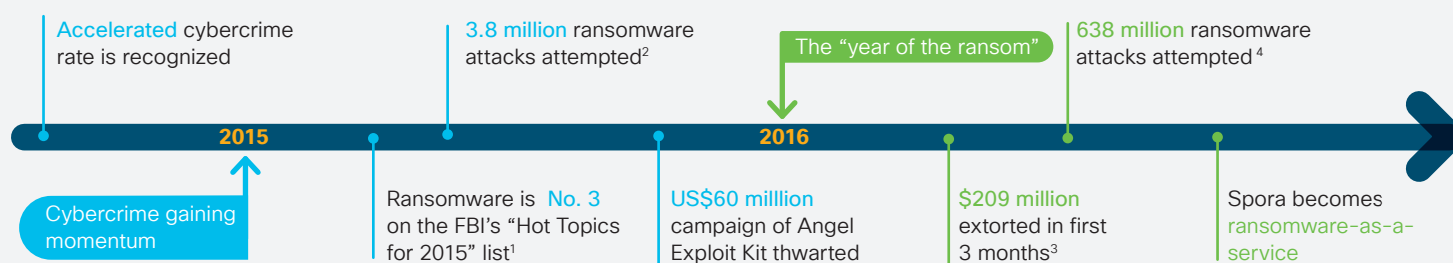 Accelerated cybercrime
rate is recognized
3.8 million ransomware
attacks attempted2
The “year of the ransom”
638 million ransomware
attacks attempted 4
2015
2016
Cybercrime gaining
momentum
Ransomware is No. 3
on the FBI’s “Hot Topics
for 2015” list1
US$60 milllion
campaign of Angel
Exploit Kit thwarted
$209 million
extorted in first
3 months3
Spora becomes
ransomware-as-a-
service